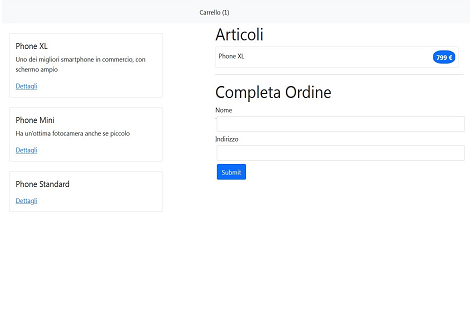 Carrello (1)
Phone XL
Uno dei migliori smartphone in commercio, con
schermo ampio
Dettagli
Phone Mini
Ha un'ottima fotocamera anche se piccolo
Dettagli
Phone Standard
Dettagli
Articoli
Phone XL
799 €
Completa Ordine
Nome
Indirizzo
Submit